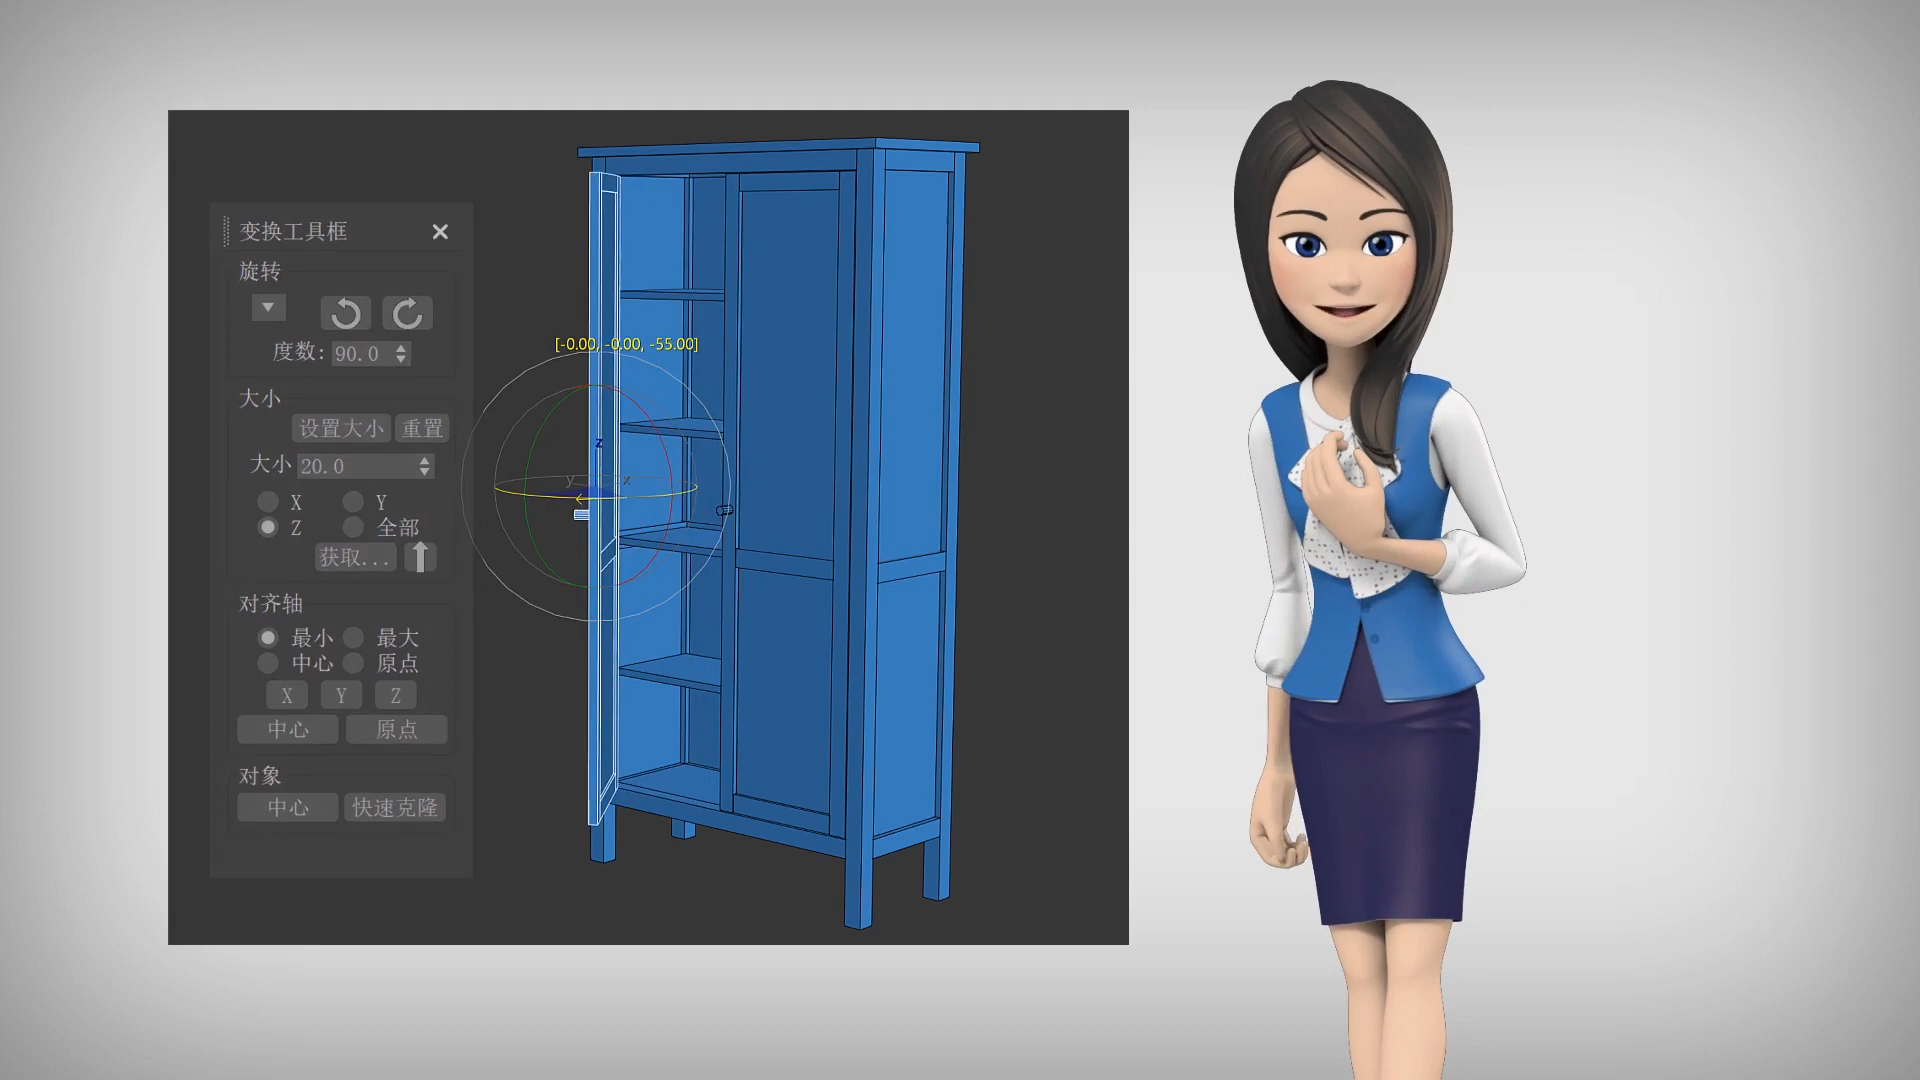 变换工具框
旋转
度数: 90.0
大小
设置大小 重置
大小 20.0
X Y
Z 全部
获取...
对齐轴
最小 最大
中心 原点
X Y Z
中心 原点
对象
中心 快速克隆
[-0.00, -0.00, -55.00]
z
y x